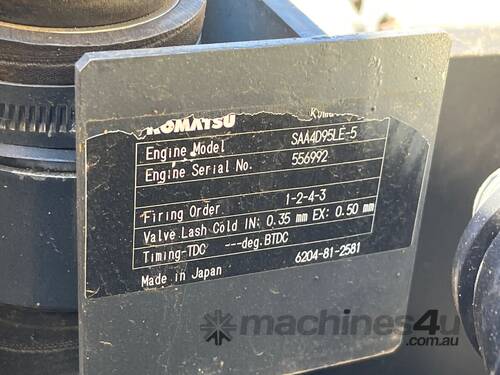 KOMATSU
Engine Model SAA4D95LE-5
Engine Serial No. 556992
Firing Order 1-2-4-3
Valve Lash Cold IN: 0.35 mm EX: 0.50 mm
Timing-TDC ---deg.BTDC
Made in Japan 6204-81-2581
machines4u
.com.au